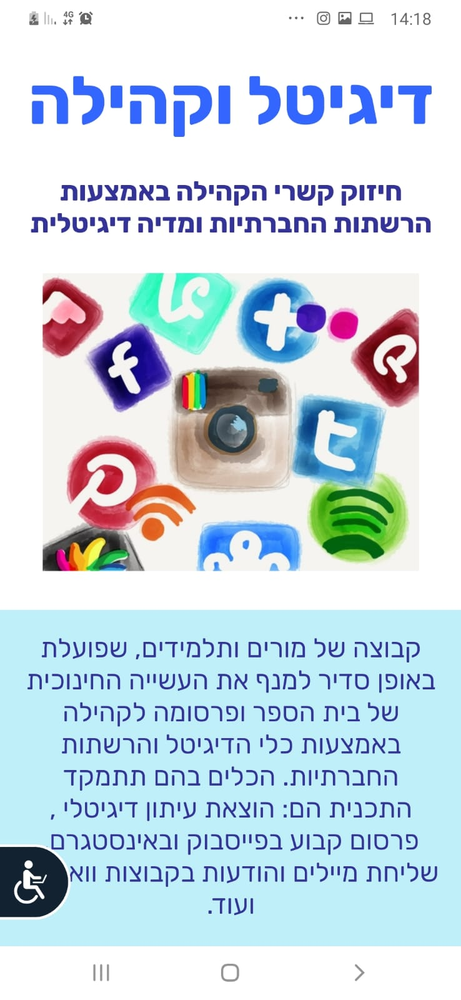 4G
14:18
דיגיטל וקהילה
חיזוק קשרי הקהילה באמצעות
הרשתות החברתיות ומדיה דיגיטלית
קבוצה של מורים ותלמידים, שפועלת
באופן סדיר למנף את העשייה החינוכית
של בית הספר ופרסומה לקהילה
באמצעות כלי הדיגיטל והרשתות
החברתיות. הכלים בהם תתמקד
התכנית הם: הוצאת עיתון דיגיטלי ,
פרסום קבוע בפייסבוק ובאינסטגרם
שליחת מיילים והודעות בקבוצות
ועוד.